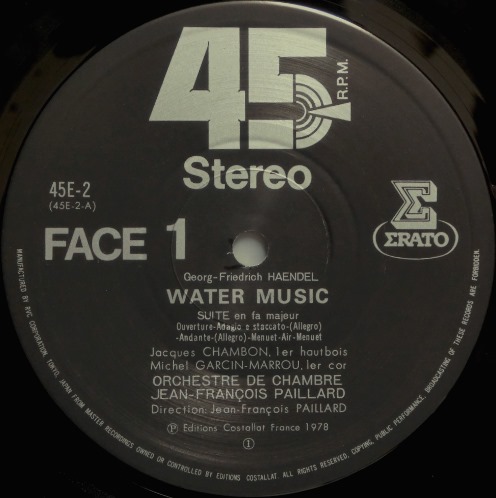 45
R.P.M.
Stereo
45E-2
(45E-2-A)
FACE 1
Σ
ΣRATO
Georg-Friedrich HAENDEL
WATER MUSIC
SUITE en fa majeur
Ouverture-Adagio e staccato-(Allegro)
-Andante-(Allegro)-Menuet-Air-Menuet
Jacques CHAMBON, 1er hautbois
Michel GARCIN-MARROU, 1er cor
ORCHESTRE DE CHAMBRE
JEAN-FRANÇOIS PAILLARD
Direction: Jean-François PAILLARD
Ⓟ Editions Costallat France 1978
①
MANUFACTURED BY RVC CORPORATION, TOKYO, JAPAN FROM MASTER RECORDINGS OWNED OR CONTROLLED BY EDITIONS COSTALLAT. ALL RIGHTS RESERVED, COPYING, PUBLIC PERFORMANCE, BROADCASTING OF THESE RECORDS ARE FORBIDDEN.